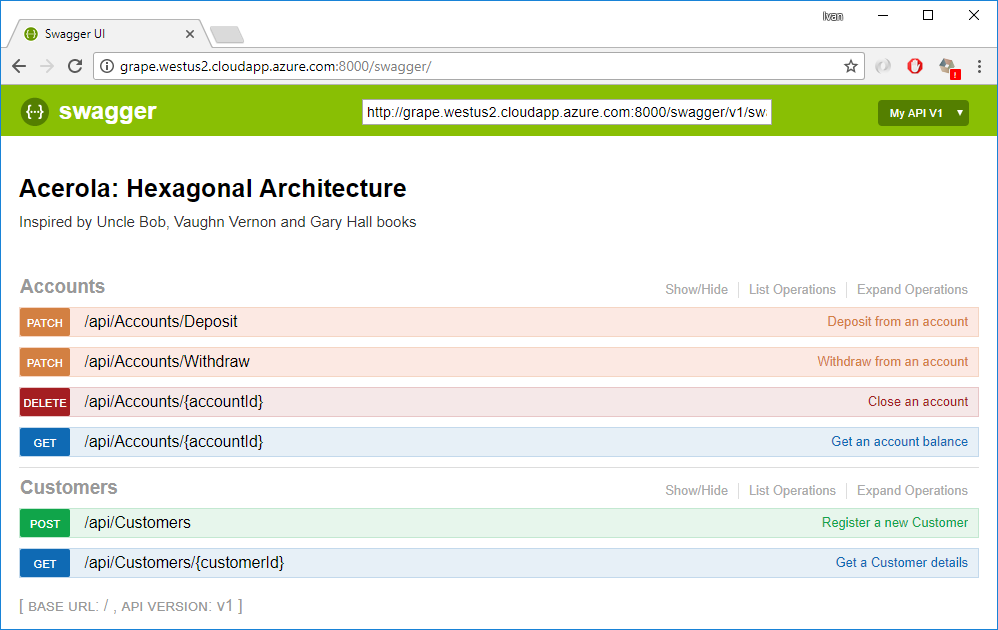 Ivan
Swagger UI
grape.westus2.cloudapp.azure.com:8000/swagger/
{··} swagger
http://grape.westus2.cloudapp.azure.com:8000/swagger/v1/sw
My API V1
Acerola: Hexagonal Architecture
Inspired by Uncle Bob, Vaughn Vernon and Gary Hall books
Accounts Show/Hide List Operations Expand Operations
PATCH /api/Accounts/Deposit Deposit from an account
PATCH /api/Accounts/Withdraw Withdraw from an account
DELETE /api/Accounts/{accountId} Close an account
GET /api/Accounts/{accountId} Get an account balance
Customers Show/Hide List Operations Expand Operations
POST /api/Customers Register a new Customer
GET /api/Customers/{customerId} Get a Customer details
[ BASE URL: / , API VERSION: V1 ]